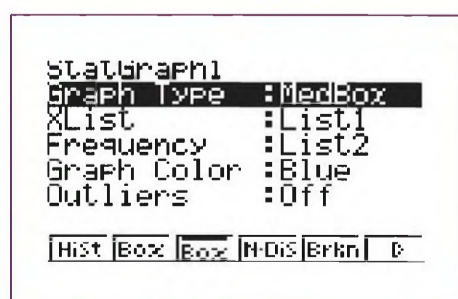 StatGraph1
Graph Type :MedBox
XList :List1
Frequency :List2
Graph Color :Blue
Outliers :Off
Hist Box Box N·Dis Brkn ▷